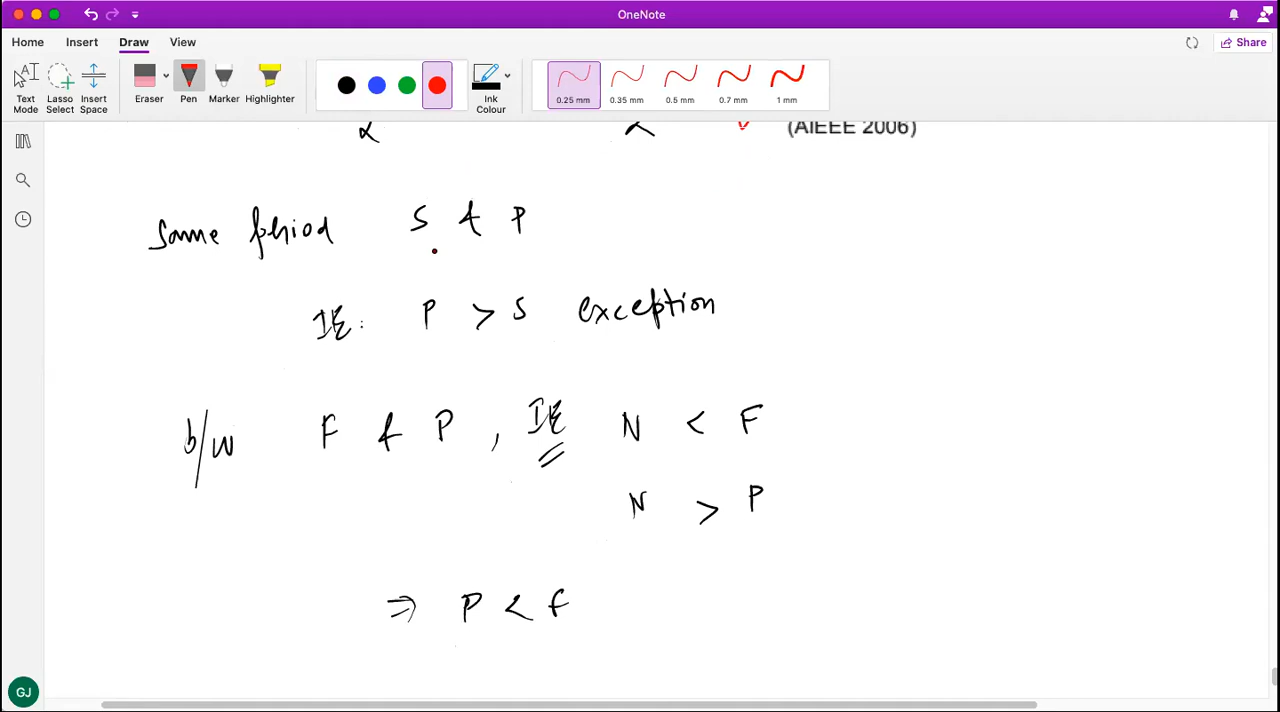 OneNote
Home Insert Draw View
Share
Text Mode
Lasso Select
Insert Space
Eraser
Pen
Marker
Highlighter
Ink Colour
0.25 mm
0.35 mm
0.5 mm
0.7 mm
1 mm
α α (AIEEE 2006)
Same period S & P
IE: P > S exception
b/w F & P, IE N < F
N > P
⇒ P < F
GJ